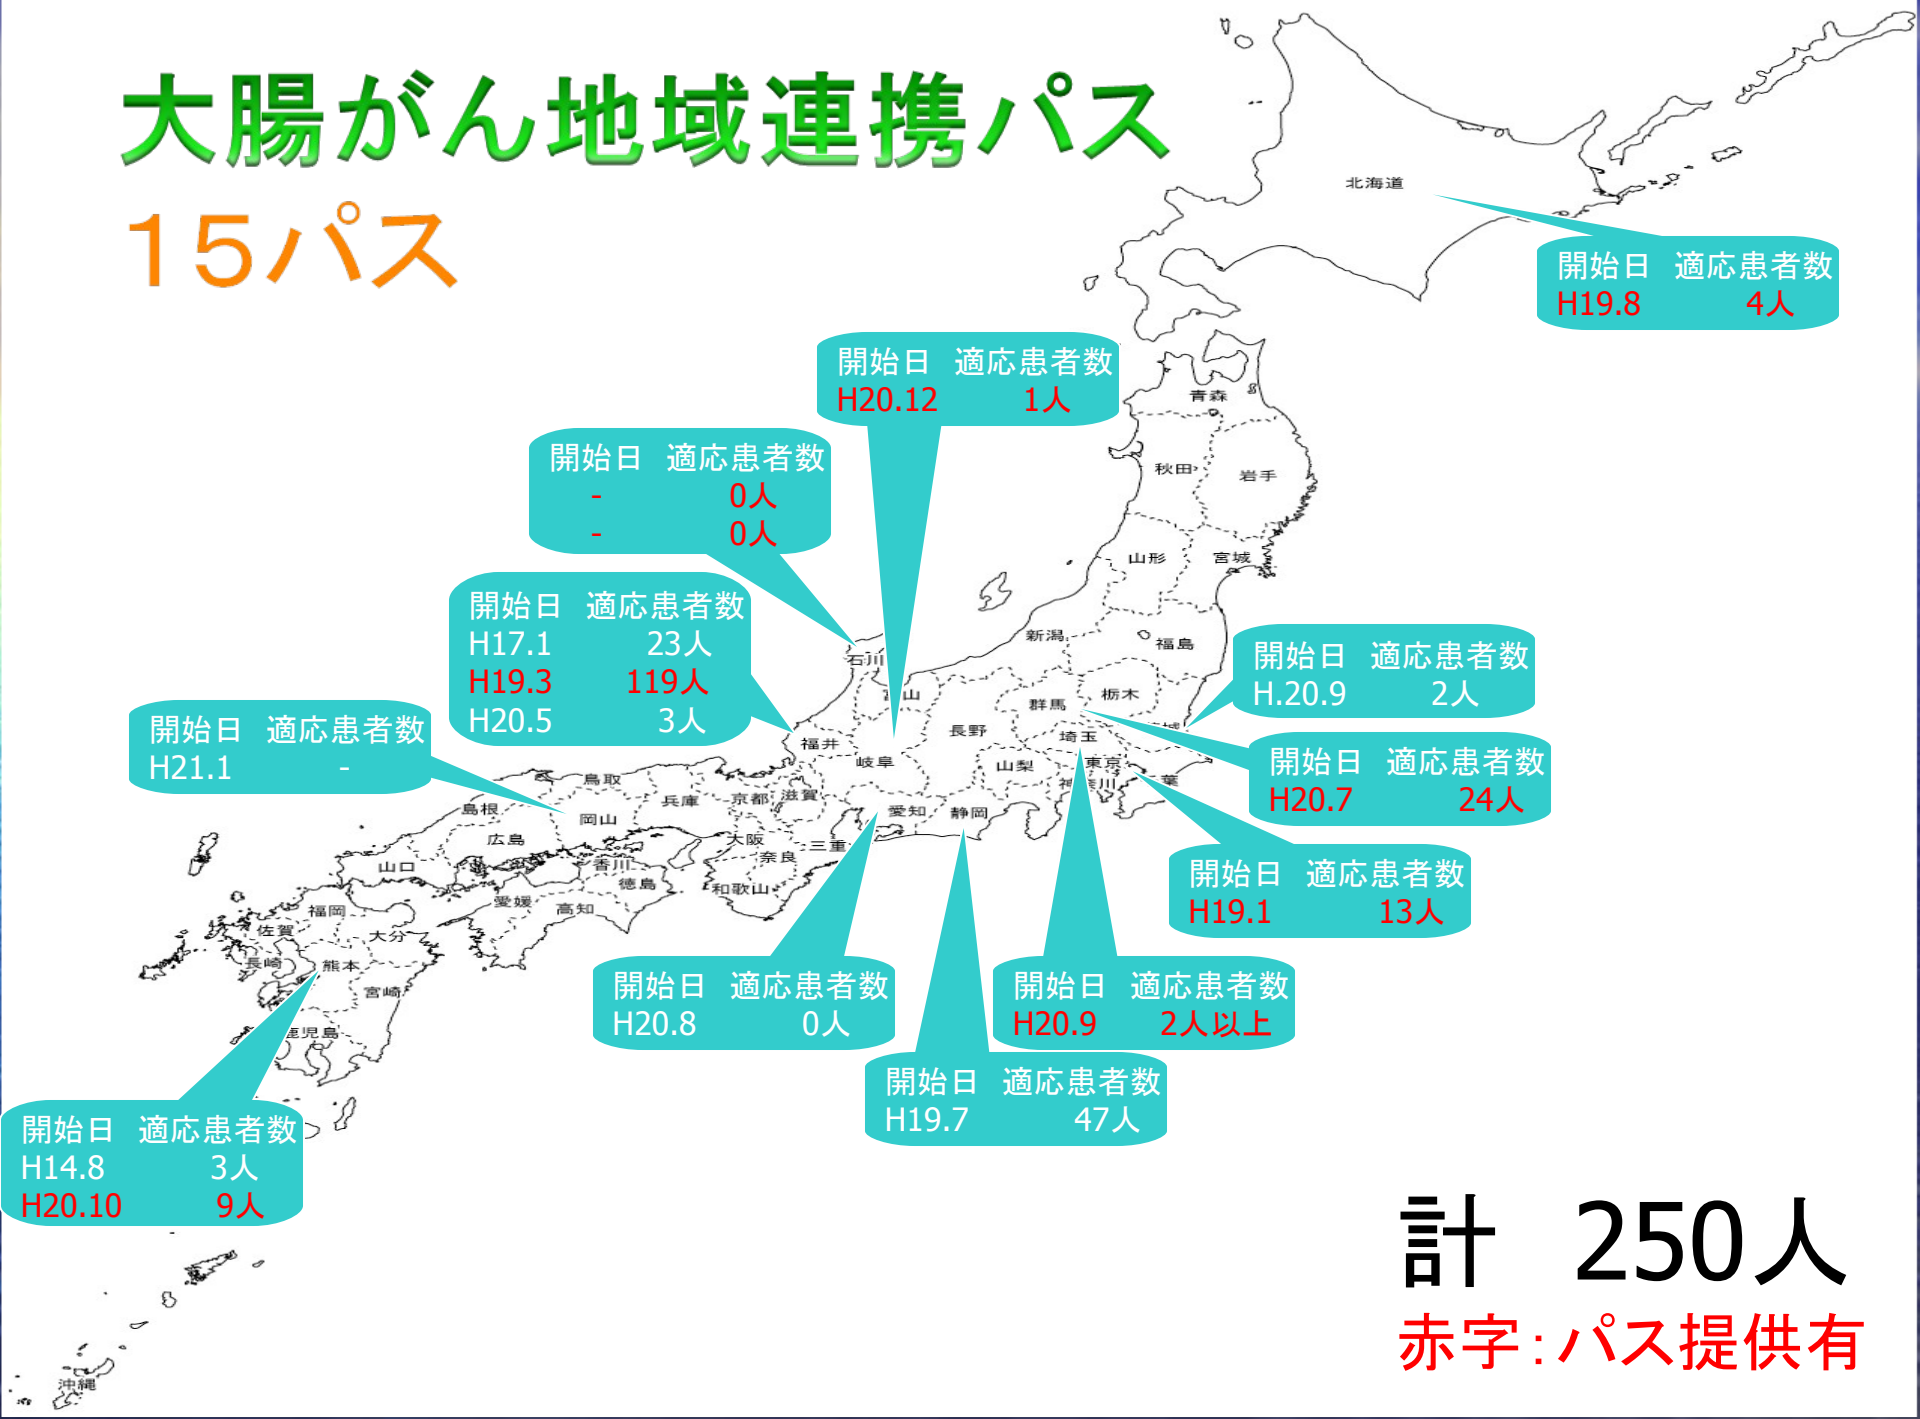 大腸がん地域連携パス
15パス
北海道
開始日 適応患者数
H19.8 4人
開始日 適応患者数
H20.12 1人
青森
開始日 適応患者数
- 0人
- 0人
秋田
岩手
山形
宮城
開始日 適応患者数
H17.1 23人
H19.3 119人
H20.5 3人
新潟
福島
石川
開始日 適応患者数
H.20.9 2人
山
群馬
栃木
開始日 適応患者数
H21.1 -
福井
長野
埼玉
城
岐阜
山梨
東京
神奈川
葉
開始日 適応患者数
H20.7 24人
鳥取
島根
岡山
兵庫
京都
滋賀
愛知
静岡
広島
大阪
奈良
三重
山口
香川
徳島
和歌山
愛媛
高知
開始日 適応患者数
H19.1 13人
福岡
佐賀
大分
長崎
熊本
宮崎
鹿児島
開始日 適応患者数
H20.8 0人
開始日 適応患者数
H20.9 2人以上
開始日 適応患者数
H19.7 47人
開始日 適応患者数
H14.8 3人
H20.10 9人
計 250人
赤字：パス提供有
沖縄